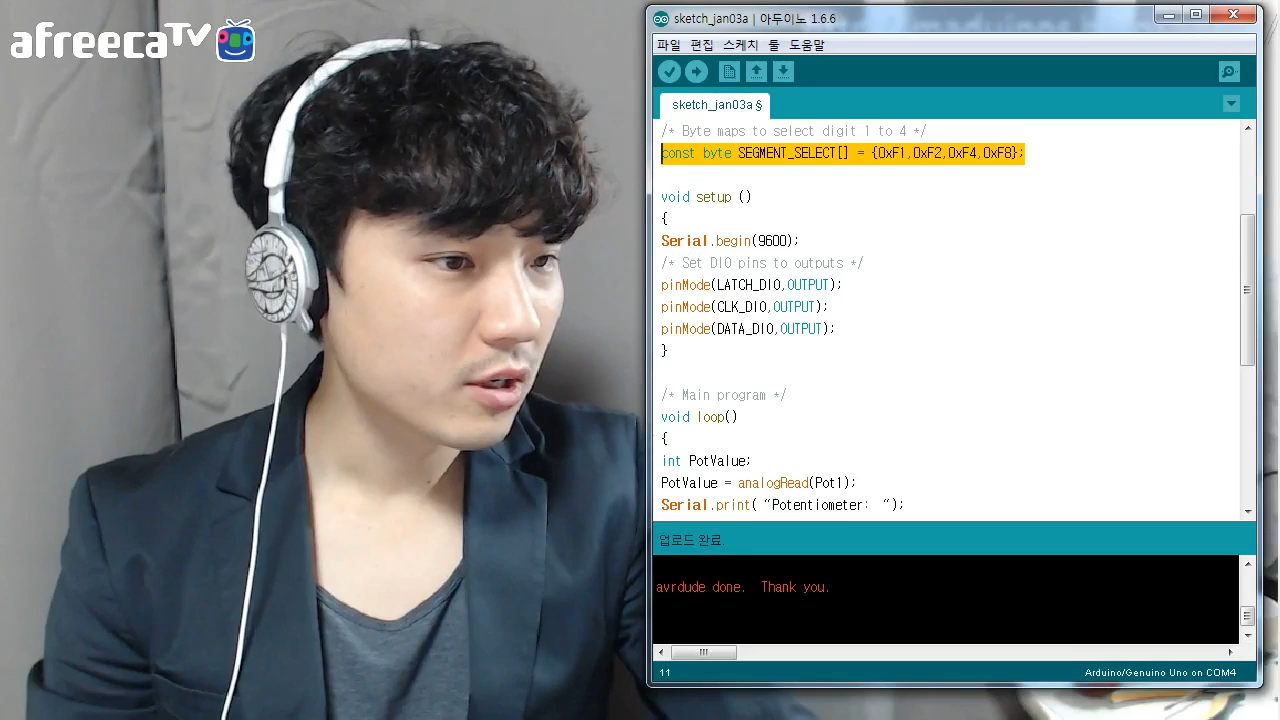 afreecaTV
sketch_jan03a | 아두이노 1.6.6
파일 편집 스케치 툴 도움말
sketch_jan03a §
/* Byte maps to select digit 1 to 4 */
const byte SEGMENT_SELECT[] = {0xF1,0xF2,0xF4,0xF8};
void setup ()
{
Serial.begin(9600);
/* Set DIO pins to outputs */
pinMode(LATCH_DIO,OUTPUT);
pinMode(CLK_DIO,OUTPUT);
pinMode(DATA_DIO,OUTPUT);
}
/* Main program */
void loop()
{
int PotValue;
PotValue = analogRead(Pot1);
Serial.print( “Potentiometer:  “);
업로드 완료.
avrdude done.  Thank you.
11
Arduino/Genuino Uno on COM4